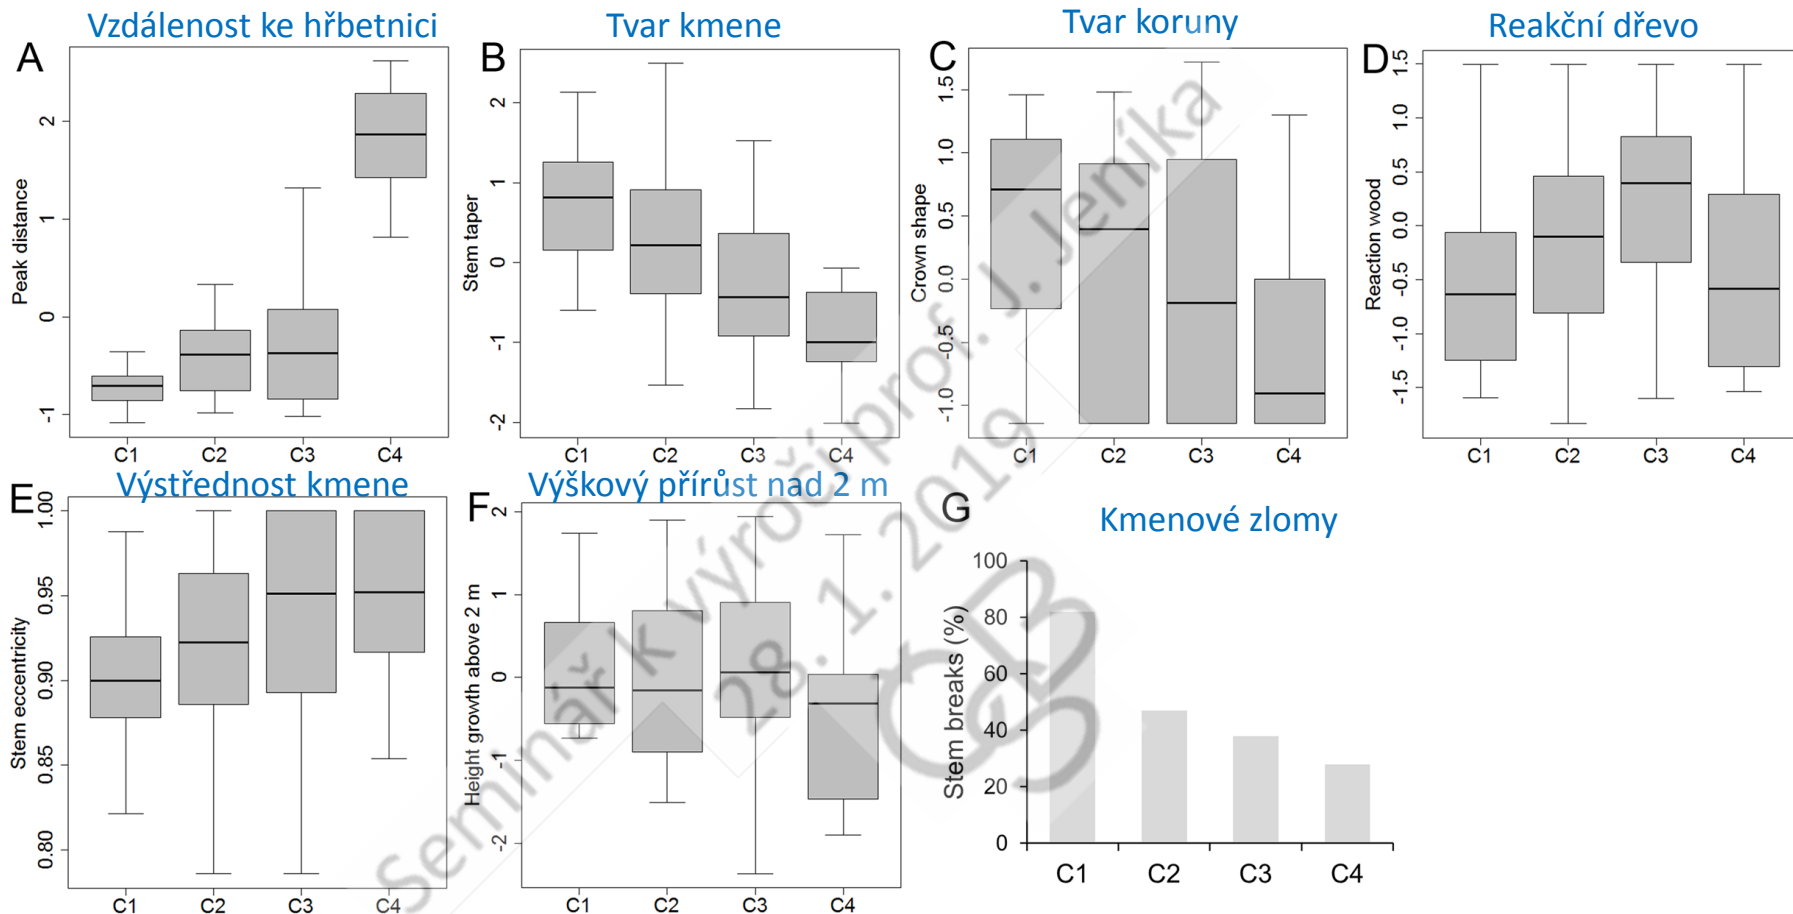 Vzdálenost ke hřbetnici
Tvar kmene
Tvar koruny
Reakční dřevo
A
Peak distance
2
1
0
-1
C1 C2 C3 C4
B
Stem taper
2
1
0
-1
-2
C1 C2 C3 C4
C
Crown shape
1.5
1.0
0.5
0.0
-0.5
-1.0
C1 C2 C3 C4
D
Reaction wood
1.5
1.0
0.5
0.0
-0.5
-1.0
-1.5
C1 C2 C3 C4
Výstřednost kmene
Výškový přírůst nad 2 m
Kmenové zlomy
E
Stem eccentricity
1.00
0.95
0.90
0.85
0.80
C1 C2 C3 C4
F
Height growth above 2 m
2
1
0
-1
-2
C1 C2 C3 C4
G
Stem breaks (%)
100
80
60
40
20
0
C1 C2 C3 C4
Seminář k výročí prof. J. Jeníka
28. 1. 2019